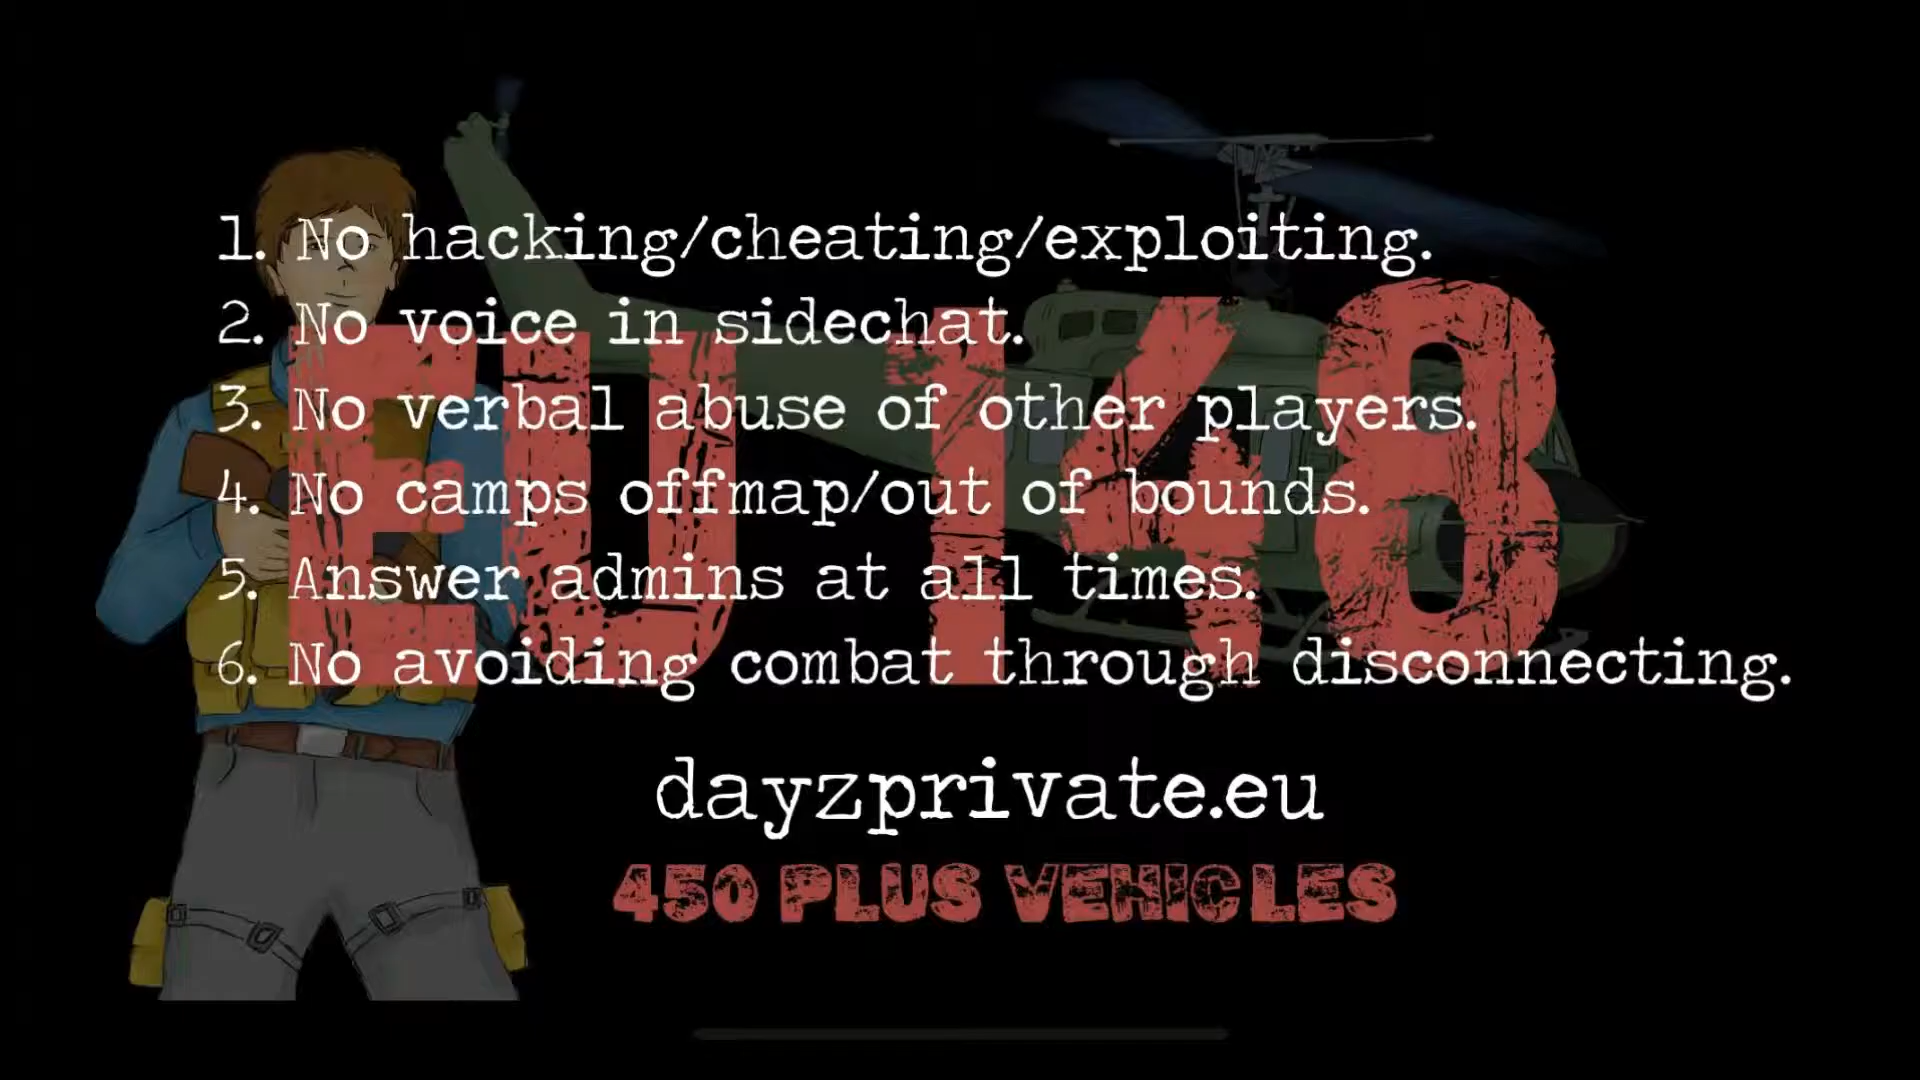 1. No hacking/cheating/exploiting.
2. No voice in sidechat.
3. No verbal abuse of other players.
4. No camps offmap/out of bounds.
5. Answer admins at all times.
6. No avoiding combat through disconnecting.
EU 148
dayzprivate.eu
450 PLUS VEHICLES